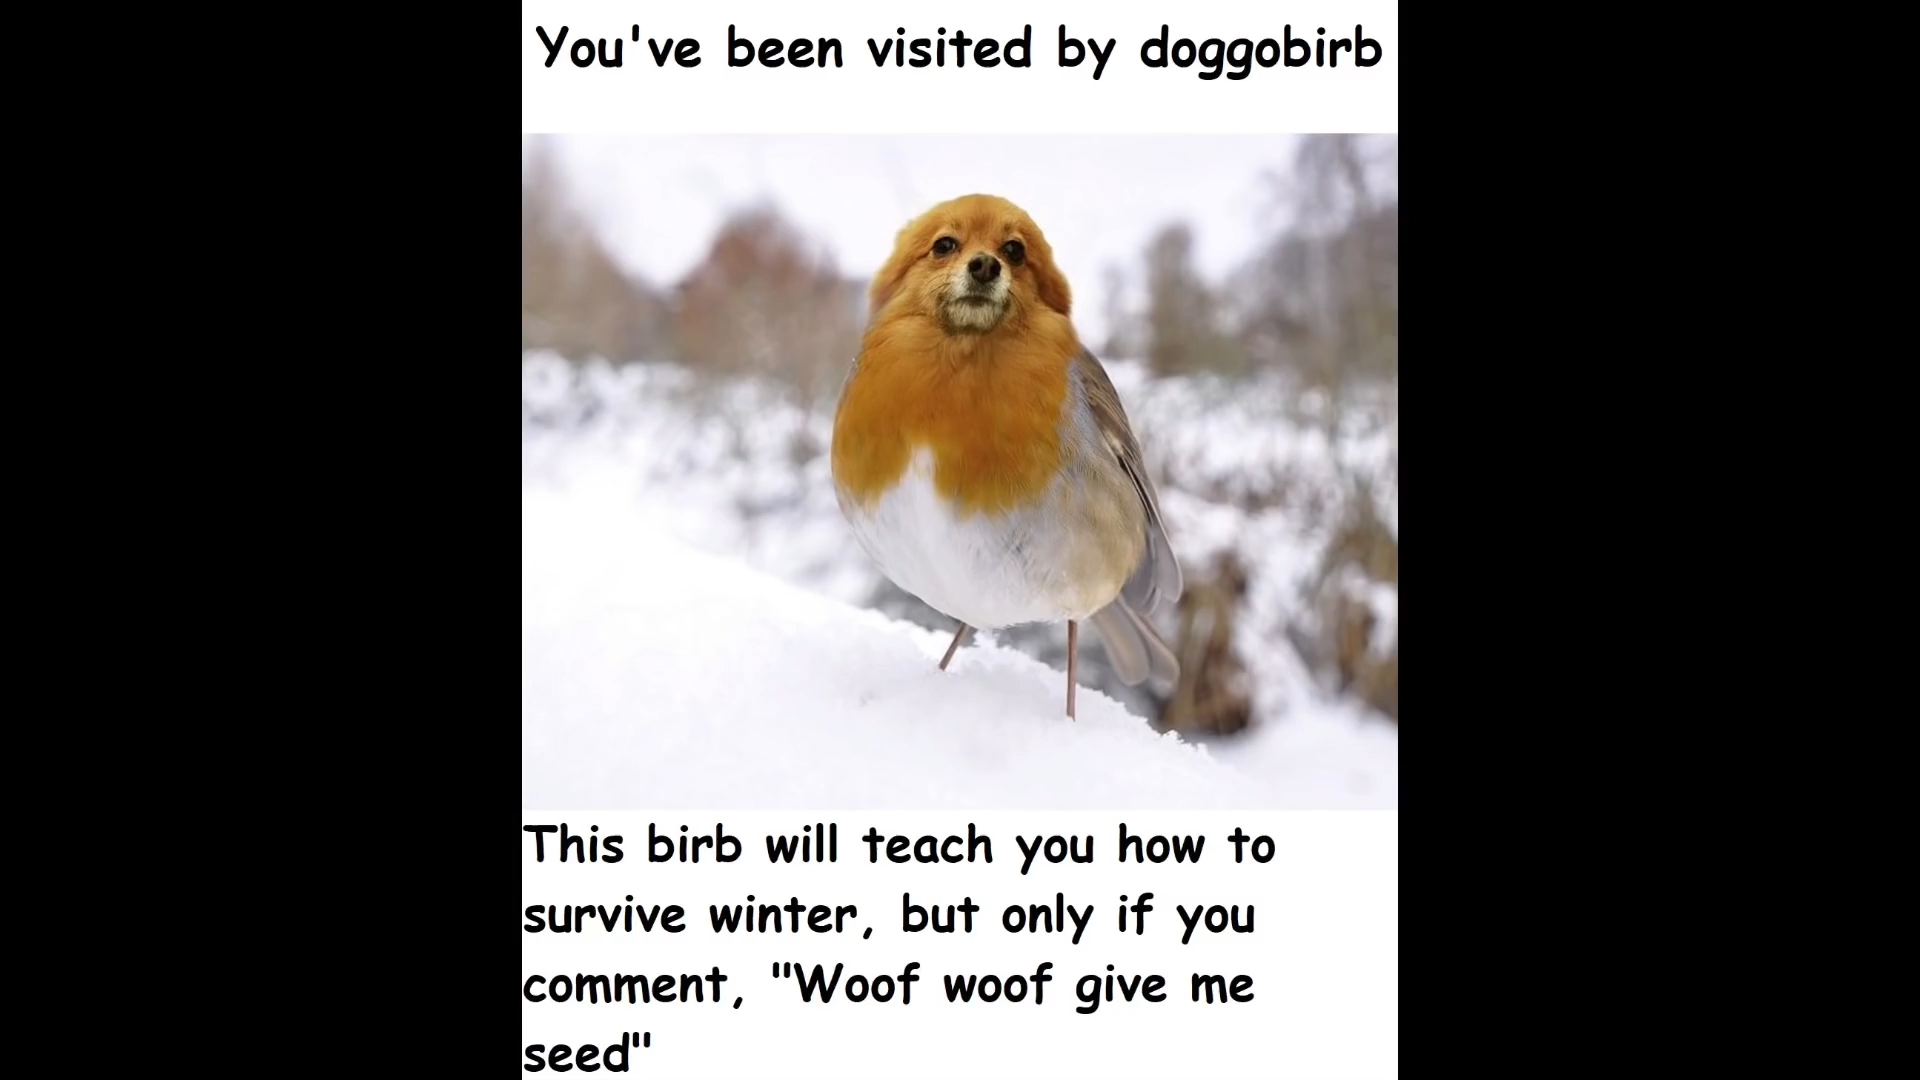 You've been visited by doggobirb
This birb will teach you how to
survive winter, but only if you
comment, "Woof woof give me
seed"